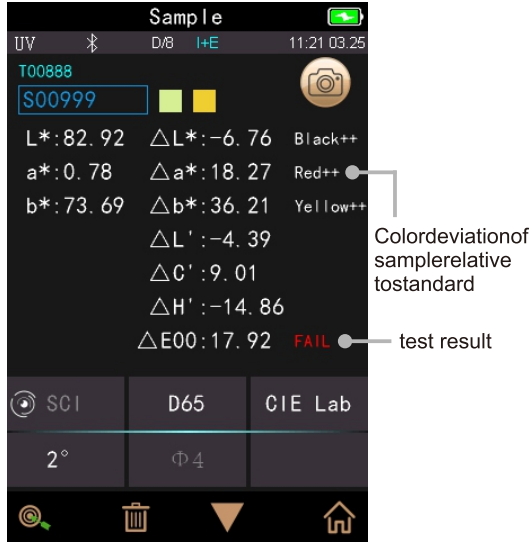 Sample
UV D/8 I+E 11:21 03.25
T00888
S00999
L*:82.92 △L*:-6.76 Black++
a*:0.78 △a*:18.27 Red++
b*:73.69 △b*:36.21 Yellow++
△L':-4.39
△C':9.01
△H':-14.86
△E00:17.92 FAIL
Colordeviationof
samplerelative
tostandard
test result
SCI D65 CIE Lab
2° Φ4